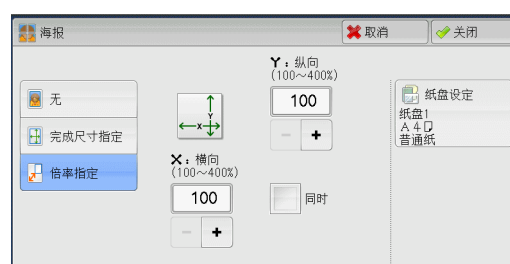 海报
取消
关闭
无
完成尺寸指定
倍率指定
Y
X
Y：纵向
(100～400%)
100
－ +
X：横向
(100～400%)
100
－ +
同时
纸盘设定
纸盘1
A4
普通纸